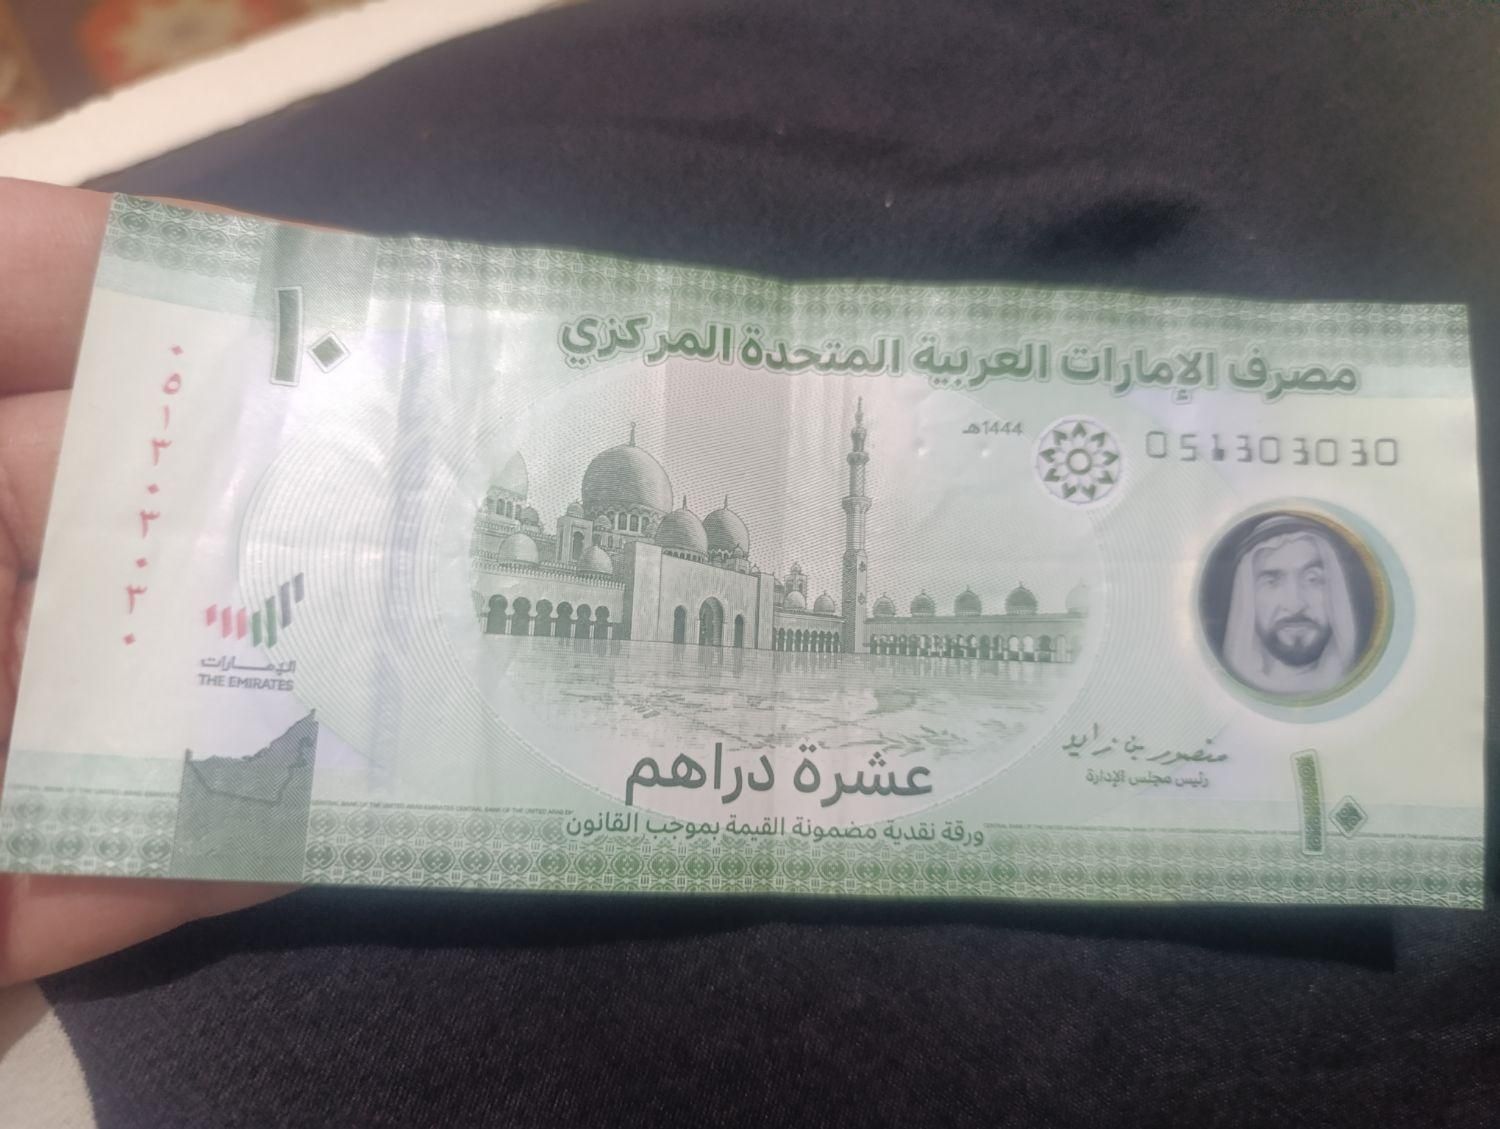 مصرف الإمارات العربية المتحدة المركزي
١٠
1444هـ
051303030
٠٥١٣٠٣٠٣٠
الإمارات
THE EMIRATES
منصور بن زايد
رئيس مجلس الإدارة
عشرة دراهم
ورقة نقدية مضمونة القيمة بموجب القانون
١٠